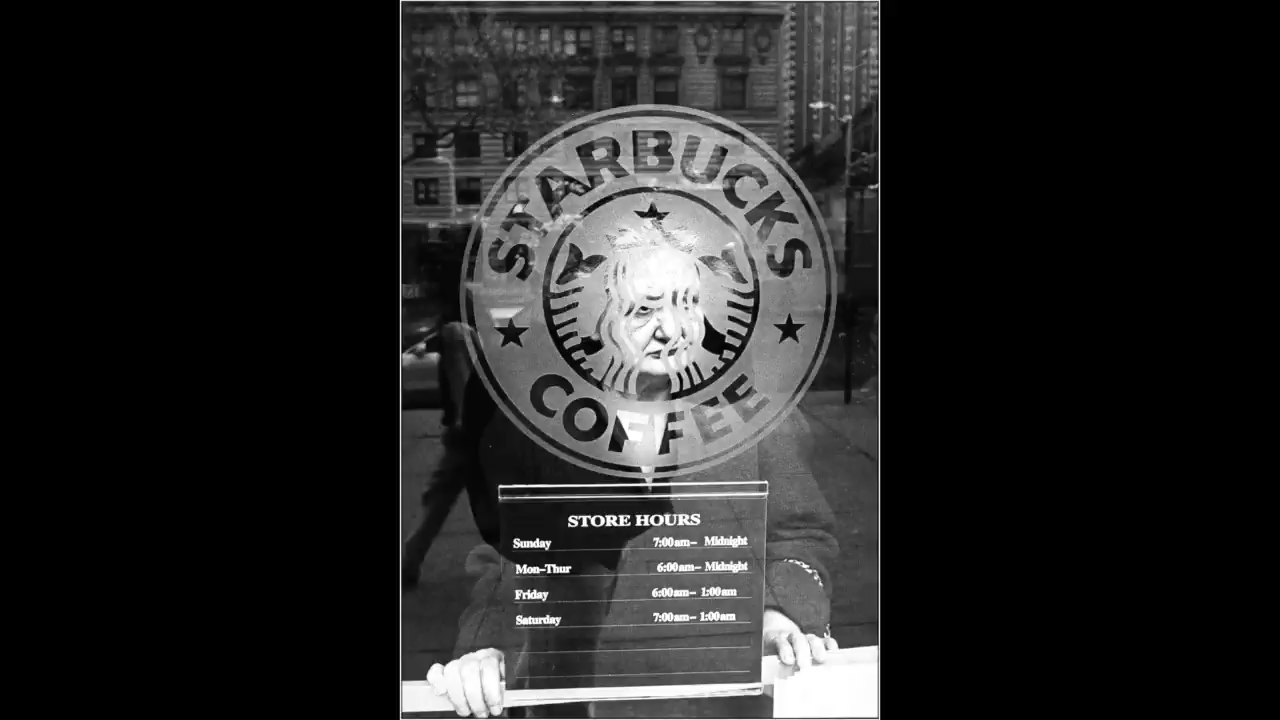 STARBUCKS
COFFEE
STORE HOURS
Sunday 7:00am– Midnight
Mon–Thur 6:00am– Midnight
Friday 6:00am– 1:00am
Saturday 7:00am– 1:00am